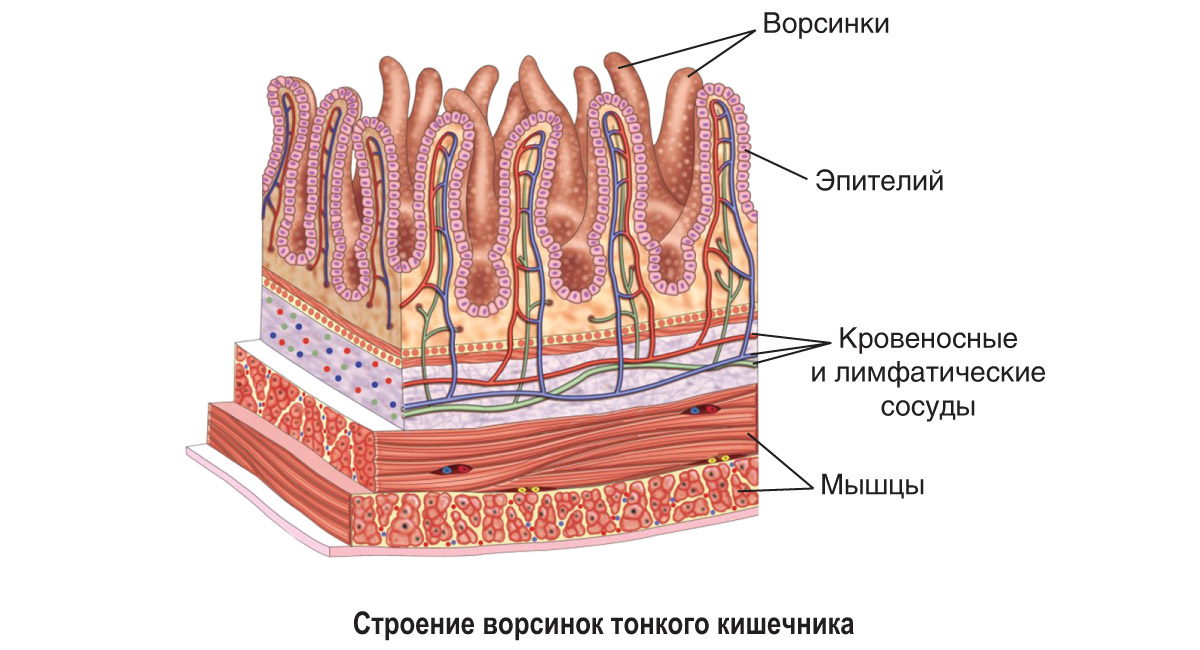 Ворсинки
Эпителий
Кровеносные
и лимфатические
сосуды
Мышцы
Строение ворсинок тонкого кишечника